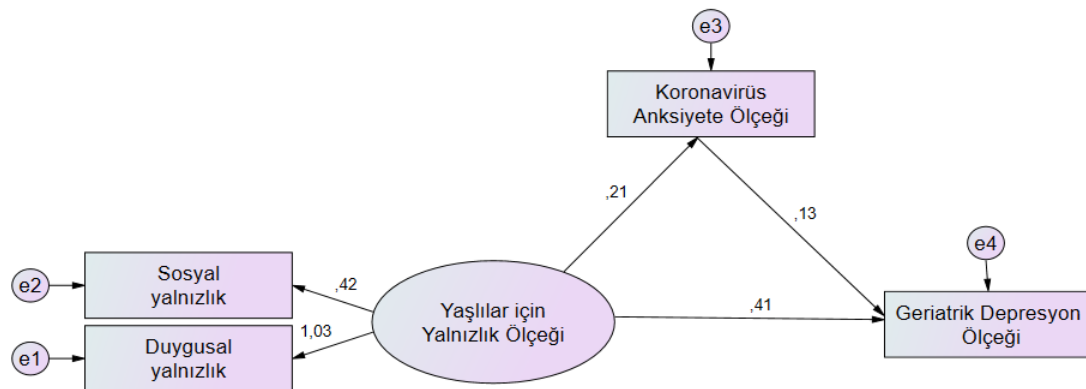 e3
Koronavirüs
Anksiyete Ölçeği
,21
,13
e4
e2
Sosyal
yalnızlık
,42
Yaşlılar için
Yalnızlık Ölçeği
,41
Geriatrik Depresyon
Ölçeği
e1
Duygusal
yalnızlık
1,03